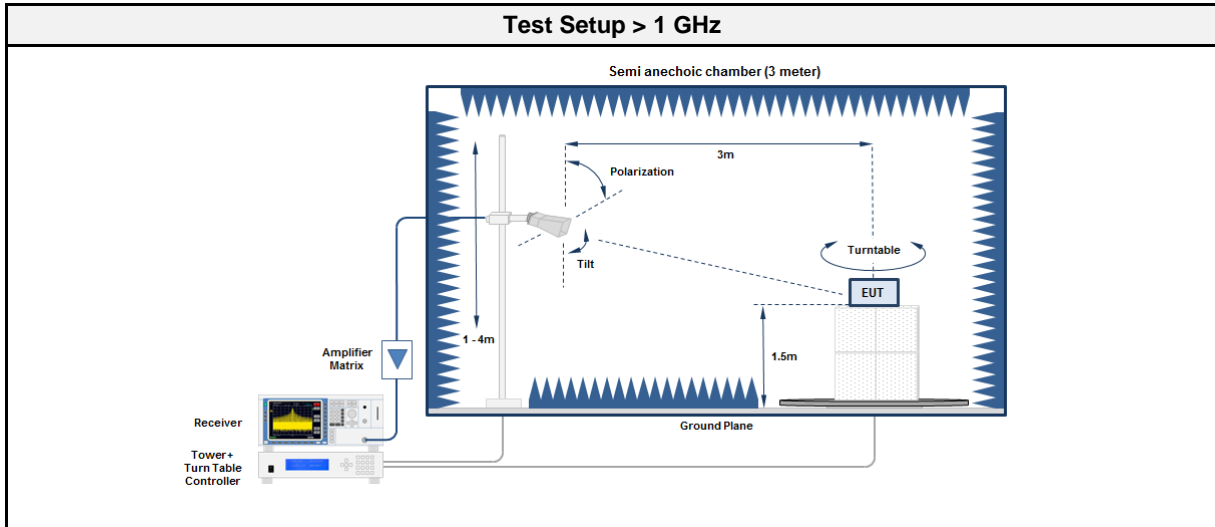 Test Setup > 1 GHz
Semi anechoic chamber (3 meter)
3m
Polarization
Turntable
Tilt
EUT
1 - 4m
1.5m
Amplifier
Matrix
Receiver
Ground Plane
Tower+
Turn Table
Controller